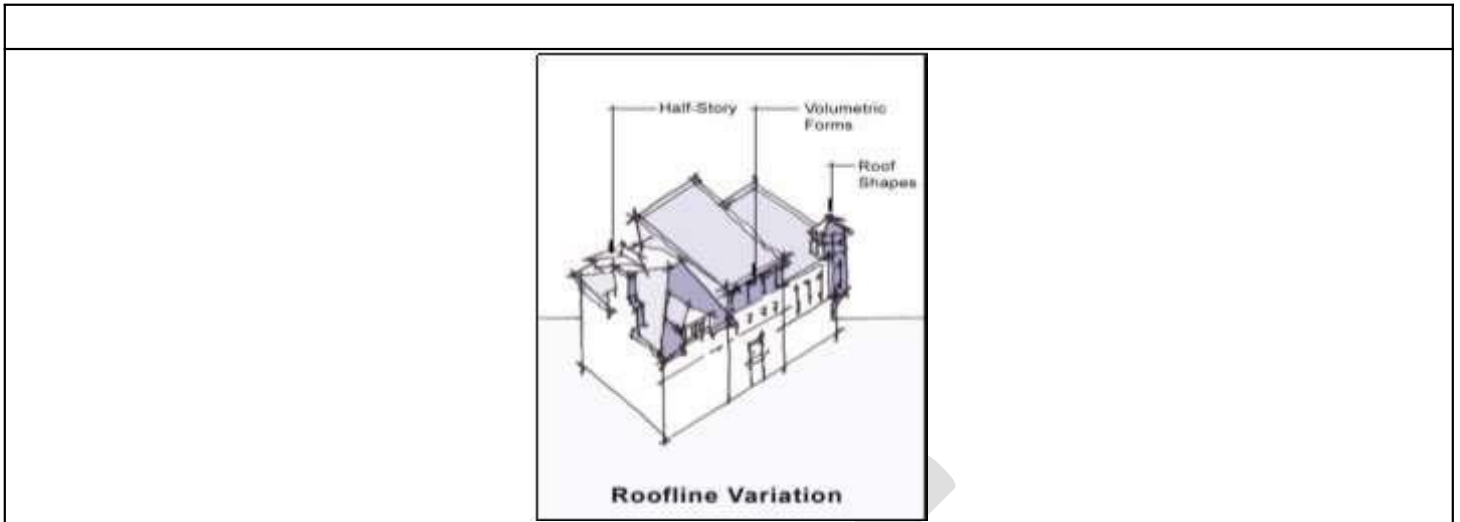 Half-Story
Volumetric
Forms
Roof
Shapes
Roofline Variation